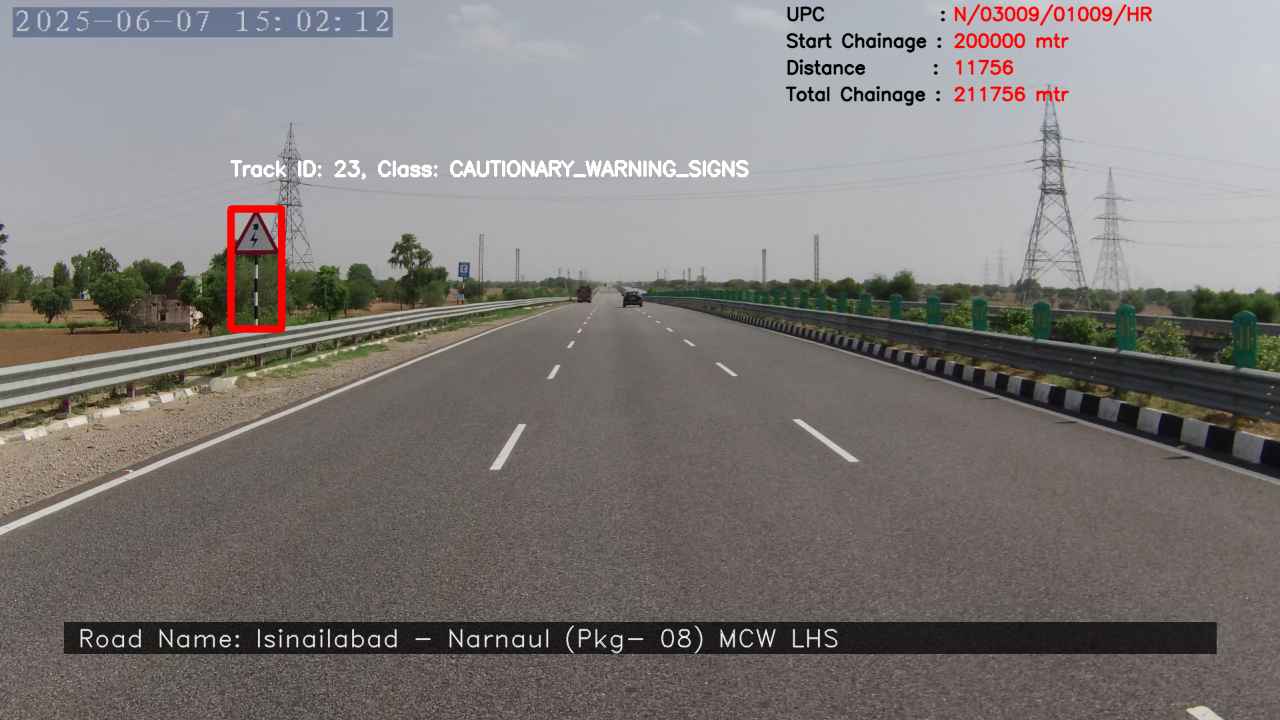 2025-06-07 15:02:12
UPC : N/03009/01009/HR
Start Chainage : 200000 mtr
Distance : 11756
Total Chainage : 211756 mtr
Track ID: 23, Class: CAUTIONARY_WARNING_SIGNS
Road Name: Isinailabad - Narnaul (Pkg- 08) MCW LHS